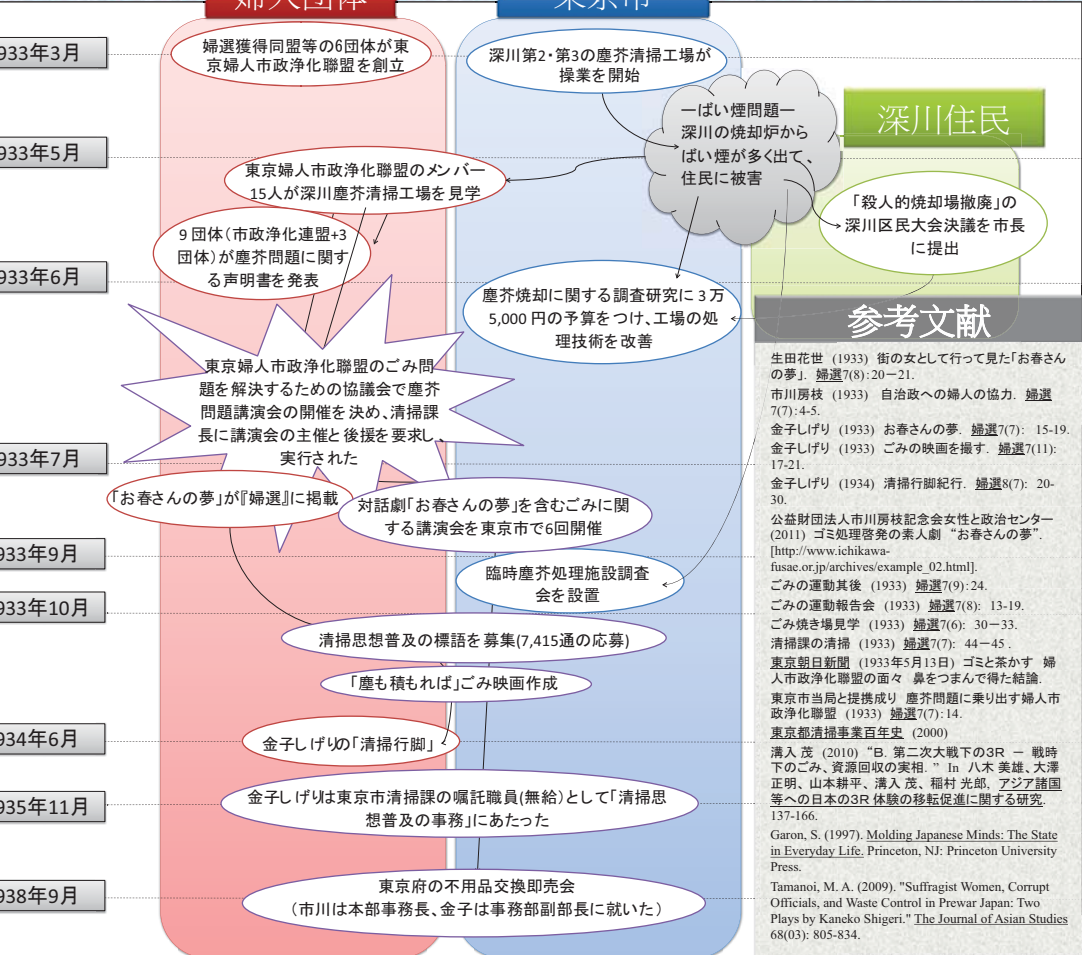 婦人団体
東京市
933年3月
婦選獲得同盟等の6団体が東
京婦人市政浄化聯盟を創立
深川第2・第3の塵芥清掃工場が
操業を開始
―ばい煙問題―
深川の焼却炉から
ばい煙が多く出て、
住民に被害
深川住民
933年5月
東京婦人市政浄化聯盟のメンバー
15人が深川塵芥清掃工場を見学
「殺人的焼却場撤廃」の
深川区民大会決議を市長
に提出
9団体(市政浄化連盟+3
団体)が塵芥問題に関す
る声明書を発表
933年6月
塵芥焼却に関する調査研究に3万
5,000円の予算をつけ、工場の処
理技術を改善
東京婦人市政浄化聯盟のごみ問
題を解決するための協議会で塵芥
問題講演会の開催を決め、清掃課
長に講演会の主催と後援を要求し、
実行された
933年7月
「お春さんの夢」が『婦選』に掲載
対話劇「お春さんの夢」を含むごみに関
する講演会を東京市で6回開催
933年9月
臨時塵芥処理施設調査
会を設置
933年10月
清掃思想普及の標語を募集(7,415通の応募)
「塵も積もれば」ごみ映画作成
934年6月
金子しげりの「清掃行脚」
935年11月
金子しげりは東京市清掃課の嘱託職員(無給)として「清掃思
想普及の事務」にあたった
938年9月
東京府の不用品交換即売会
(市川は本部事務長、金子は事務部副部長に就いた)
参考文献
生田花世 (1933) 街の女として行って見た「お春さん
の夢」. 婦選7(8):20-21.
市川房枝 (1933) 自治政への婦人の協力. 婦選
7(7):4-5.
金子しげり (1933) お春さんの夢. 婦選7(7): 15-19.
金子しげり (1933) ごみの映画を撮す. 婦選7(11):
17-21.
金子しげり (1934) 清掃行脚紀行. 婦選8(7): 20-
30.
公益財団法人市川房枝記念会女性と政治センター
(2011) ゴミ処理啓発の素人劇 “お春さんの夢”.
[http://www.ichikawa-
fusae.or.jp/archives/example_02.html].
ごみの運動其後 (1933) 婦選7(9):24.
ごみの運動報告会 (1933) 婦選7(8): 13-19.
ごみ焼き場見学 (1933) 婦選7(6): 30-33.
清掃課の清掃 (1933) 婦選7(7): 44-45.
東京朝日新聞 (1933年5月13日) ゴミと茶かす 婦
人市政浄化聯盟の面々 鼻をつまんで得た結論.
東京市当局と提携成り 塵芥問題に乗り出す婦人市
政浄化聯盟 (1933) 婦選7(7):14.
東京都清掃事業百年史 (2000)
溝入 茂 (2010) “B. 第二次大戦下の3R － 戦時
下のごみ、資源回収の実相. ” In 八木 美雄、大澤
正明、山本耕平、溝入 茂、稲村 光郎, アジア諸国
等への日本の3R 体験の移転促進に関する研究.
137-166.
Garon, S. (1997). Molding Japanese Minds: The State
in Everyday Life. Princeton, NJ: Princeton University
Press.
Tamanoi, M. A. (2009). "Suffragist Women, Corrupt
Officials, and Waste Control in Prewar Japan: Two
Plays by Kaneko Shigeri." The Journal of Asian Studies
68(03): 805-834.